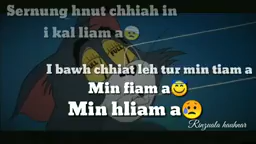 Sernung hnut chhiah in
i kal liam a😢
I bawh chhiat leh tur min tiam a
Min fiam a😇
Min hliam a😢
Rinzuala hauhnar